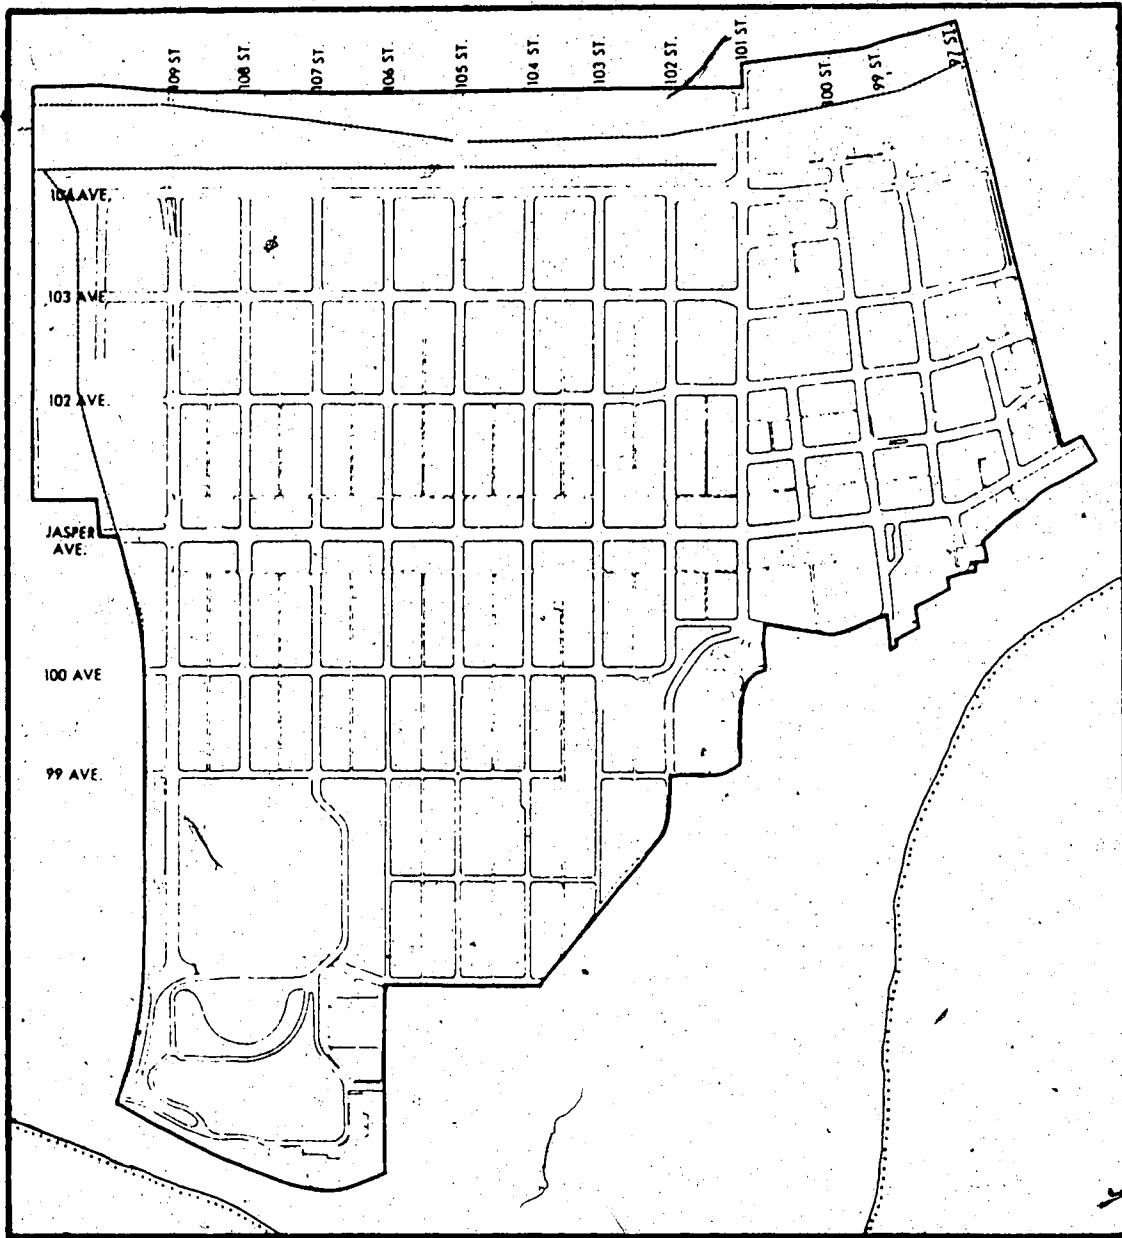 109 ST
108 ST.
107 ST.
106 ST.
105 ST.
104 ST.
103 ST.
102 ST.
101 ST.
100 ST.
99, ST.
97 ST.
104 AVE.
103 AVE.
102 AVE.
JASPER
AVE.
100 AVE
99 AVE.